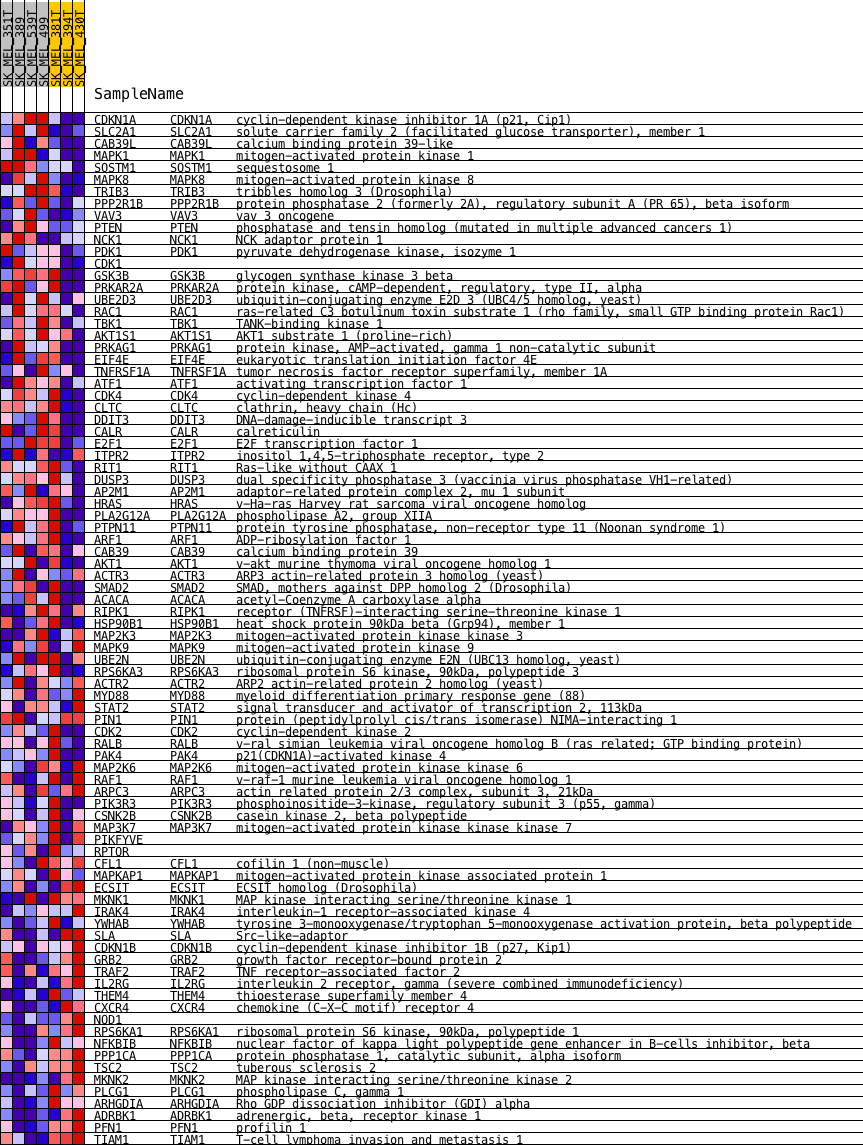 SK_MEL_351T
SK_MEL_389
SK_MEL_539T
SK_MEL_499
SK_MEL_381T
SK_MEL_394T
SK_MEL_430T
SampleName
CDKN1A CDKN1A cyclin-dependent kinase inhibitor 1A (p21, Cip1)
SLC2A1 SLC2A1 solute carrier family 2 (facilitated glucose transporter), member 1
CAB39L CAB39L calcium binding protein 39-like
MAPK1 MAPK1 mitogen-activated protein kinase 1
SQSTM1 SQSTM1 sequestosome 1
MAPK8 MAPK8 mitogen-activated protein kinase 8
TRIB3 TRIB3 tribbles homolog 3 (Drosophila)
PPP2R1B PPP2R1B protein phosphatase 2 (formerly 2A), regulatory subunit A (PR 65), beta isoform
VAV3 VAV3 vav 3 oncogene
PTEN PTEN phosphatase and tensin homolog (mutated in multiple advanced cancers 1)
NCK1 NCK1 NCK adaptor protein 1
PDK1 PDK1 pyruvate dehydrogenase kinase, isozyme 1
CDK1
GSK3B GSK3B glycogen synthase kinase 3 beta
PRKAR2A PRKAR2A protein kinase, cAMP-dependent, regulatory, type II, alpha
UBE2D3 UBE2D3 ubiquitin-conjugating enzyme E2D 3 (UBC4/5 homolog, yeast)
RAC1 RAC1 ras-related C3 botulinum toxin substrate 1 (rho family, small GTP binding protein Rac1)
TBK1 TBK1 TANK-binding kinase 1
AKT1S1 AKT1S1 AKT1 substrate 1 (proline-rich)
PRKAG1 PRKAG1 protein kinase, AMP-activated, gamma 1 non-catalytic subunit
EIF4E EIF4E eukaryotic translation initiation factor 4E
TNFRSF1A TNFRSF1A tumor necrosis factor receptor superfamily, member 1A
ATF1 ATF1 activating transcription factor 1
CDK4 CDK4 cyclin-dependent kinase 4
CLTC CLTC clathrin, heavy chain (Hc)
DDIT3 DDIT3 DNA-damage-inducible transcript 3
CALR CALR calreticulin
E2F1 E2F1 E2F transcription factor 1
ITPR2 ITPR2 inositol 1,4,5-triphosphate receptor, type 2
RIT1 RIT1 Ras-like without CAAX 1
DUSP3 DUSP3 dual specificity phosphatase 3 (vaccinia virus phosphatase VH1-related)
AP2M1 AP2M1 adaptor-related protein complex 2, mu 1 subunit
HRAS HRAS v-Ha-ras Harvey rat sarcoma viral oncogene homolog
PLA2G12A PLA2G12A phospholipase A2, group XIIA
PTPN11 PTPN11 protein tyrosine phosphatase, non-receptor type 11 (Noonan syndrome 1)
ARF1 ARF1 ADP-ribosylation factor 1
CAB39 CAB39 calcium binding protein 39
AKT1 AKT1 v-akt murine thymoma viral oncogene homolog 1
ACTR3 ACTR3 ARP3 actin-related protein 3 homolog (yeast)
SMAD2 SMAD2 SMAD, mothers against DPP homolog 2 (Drosophila)
ACACA ACACA acetyl-Coenzyme A carboxylase alpha
RIPK1 RIPK1 receptor (TNFRSF)-interacting serine-threonine kinase 1
HSP90B1 HSP90B1 heat shock protein 90kDa beta (Grp94), member 1
MAP2K3 MAP2K3 mitogen-activated protein kinase kinase 3
MAPK9 MAPK9 mitogen-activated protein kinase 9
UBE2N UBE2N ubiquitin-conjugating enzyme E2N (UBC13 homolog, yeast)
RPS6KA3 RPS6KA3 ribosomal protein S6 kinase, 90kDa, polypeptide 3
ACTR2 ACTR2 ARP2 actin-related protein 2 homolog (yeast)
MYD88 MYD88 myeloid differentiation primary response gene (88)
STAT2 STAT2 signal transducer and activator of transcription 2, 113kDa
PIN1 PIN1 protein (peptidylprolyl cis/trans isomerase) NIMA-interacting 1
CDK2 CDK2 cyclin-dependent kinase 2
RALB RALB v-ral simian leukemia viral oncogene homolog B (ras related; GTP binding protein)
PAK4 PAK4 p21(CDKN1A)-activated kinase 4
MAP2K6 MAP2K6 mitogen-activated protein kinase kinase 6
RAF1 RAF1 v-raf-1 murine leukemia viral oncogene homolog 1
ARPC3 ARPC3 actin related protein 2/3 complex, subunit 3, 21kDa
PIK3R3 PIK3R3 phosphoinositide-3-kinase, regulatory subunit 3 (p55, gamma)
CSNK2B CSNK2B casein kinase 2, beta polypeptide
MAP3K7 MAP3K7 mitogen-activated protein kinase kinase kinase 7
PIKFYVE
RPTOR
CFL1 CFL1 cofilin 1 (non-muscle)
MAPKAP1 MAPKAP1 mitogen-activated protein kinase associated protein 1
ECSIT ECSIT ECSIT homolog (Drosophila)
MKNK1 MKNK1 MAP kinase interacting serine/threonine kinase 1
IRAK4 IRAK4 interleukin-1 receptor-associated kinase 4
YWHAB YWHAB tyrosine 3-monooxygenase/tryptophan 5-monooxygenase activation protein, beta polypeptide
SLA SLA Src-like-adaptor
CDKN1B CDKN1B cyclin-dependent kinase inhibitor 1B (p27, Kip1)
GRB2 GRB2 growth factor receptor-bound protein 2
TRAF2 TRAF2 TNF receptor-associated factor 2
IL2RG IL2RG interleukin 2 receptor, gamma (severe combined immunodeficiency)
THEM4 THEM4 thioesterase superfamily member 4
CXCR4 CXCR4 chemokine (C-X-C motif) receptor 4
NOD1
RPS6KA1 RPS6KA1 ribosomal protein S6 kinase, 90kDa, polypeptide 1
NFKBIB NFKBIB nuclear factor of kappa light polypeptide gene enhancer in B-cells inhibitor, beta
PPP1CA PPP1CA protein phosphatase 1, catalytic subunit, alpha isoform
TSC2 TSC2 tuberous sclerosis 2
MKNK2 MKNK2 MAP kinase interacting serine/threonine kinase 2
PLCG1 PLCG1 phospholipase C, gamma 1
ARHGDIA ARHGDIA Rho GDP dissociation inhibitor (GDI) alpha
ADRBK1 ADRBK1 adrenergic, beta, receptor kinase 1
PFN1 PFN1 profilin 1
TIAM1 TIAM1 T-cell lymphoma invasion and metastasis 1